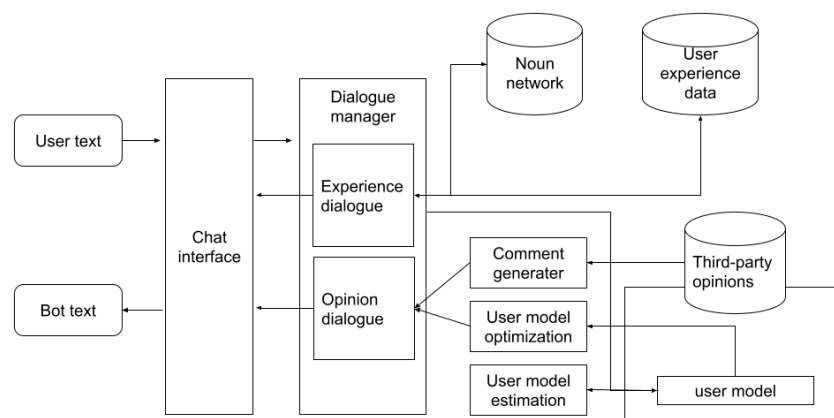 Noun
network
User
experience
data
Dialogue
manager
User text
Experience
dialogue
Chat
interface
Comment
generater
Third-party
opinions
Bot text
Opinion
dialogue
User model
optimization
User model
estimation
user model